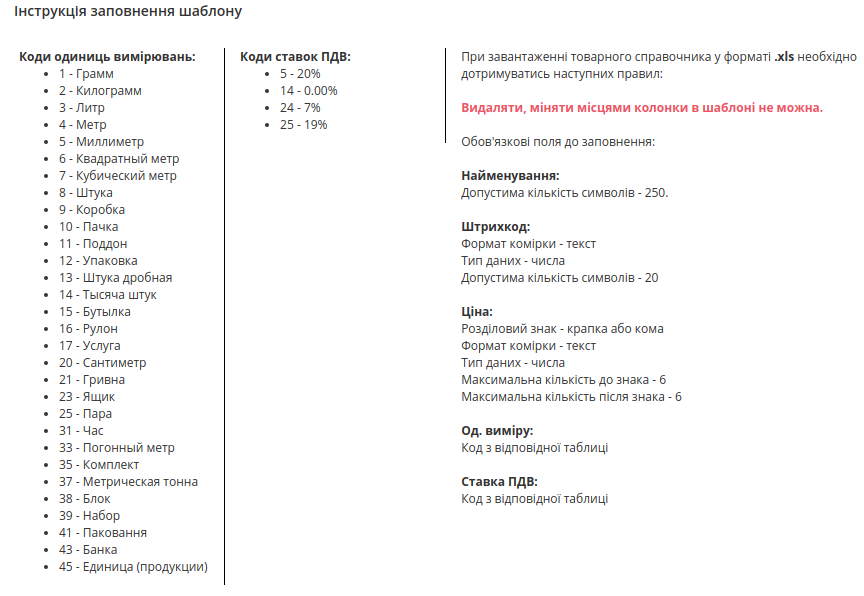 Інструкція заповнення шаблону
Коди одиниць вимірювань:
• 1 - Грамм
• 2 - Килограмм
• 3 - Литр
• 4 - Метр
• 5 - Миллиметр
• 6 - Квадратный метр
• 7 - Кубический метр
• 8 - Штука
• 9 - Коробка
• 10 - Пачка
• 11 - Поддон
• 12 - Упаковка
• 13 - Штука дробная
• 14 - Тысяча штук
• 15 - Бутылка
• 16 - Рулон
• 17 - Услуга
• 20 - Сантиметр
• 21 - Гривна
• 23 - Ящик
• 25 - Пара
• 31 - Час
• 33 - Погонный метр
• 35 - Комплект
• 37 - Метрическая тонна
• 38 - Блок
• 39 - Набор
• 41 - Паковання
• 43 - Банка
• 45 - Единица (продукции)
Коди ставок ПДВ:
• 5 - 20%
• 14 - 0.00%
• 24 - 7%
• 25 - 19%
При завантаженні товарного справочника у форматі .xls необхідно
дотримуватись наступних правил:
Видаляти, міняти місцями колонки в шаблоні не можна.
Обов'язкові поля до заповнення:
Найменування:
Допустима кількість символів - 250.
Штрихкод:
Формат комірки - текст
Тип даних - числа
Допустима кількість символів - 20
Ціна:
Розділовий знак - крапка або кома
Формат комірки - текст
Тип даних - числа
Максимальна кількість до знака - 6
Максимальна кількість після знака - 6
Од. виміру:
Код з відповідної таблиці
Ставка ПДВ:
Код з відповідної таблиці